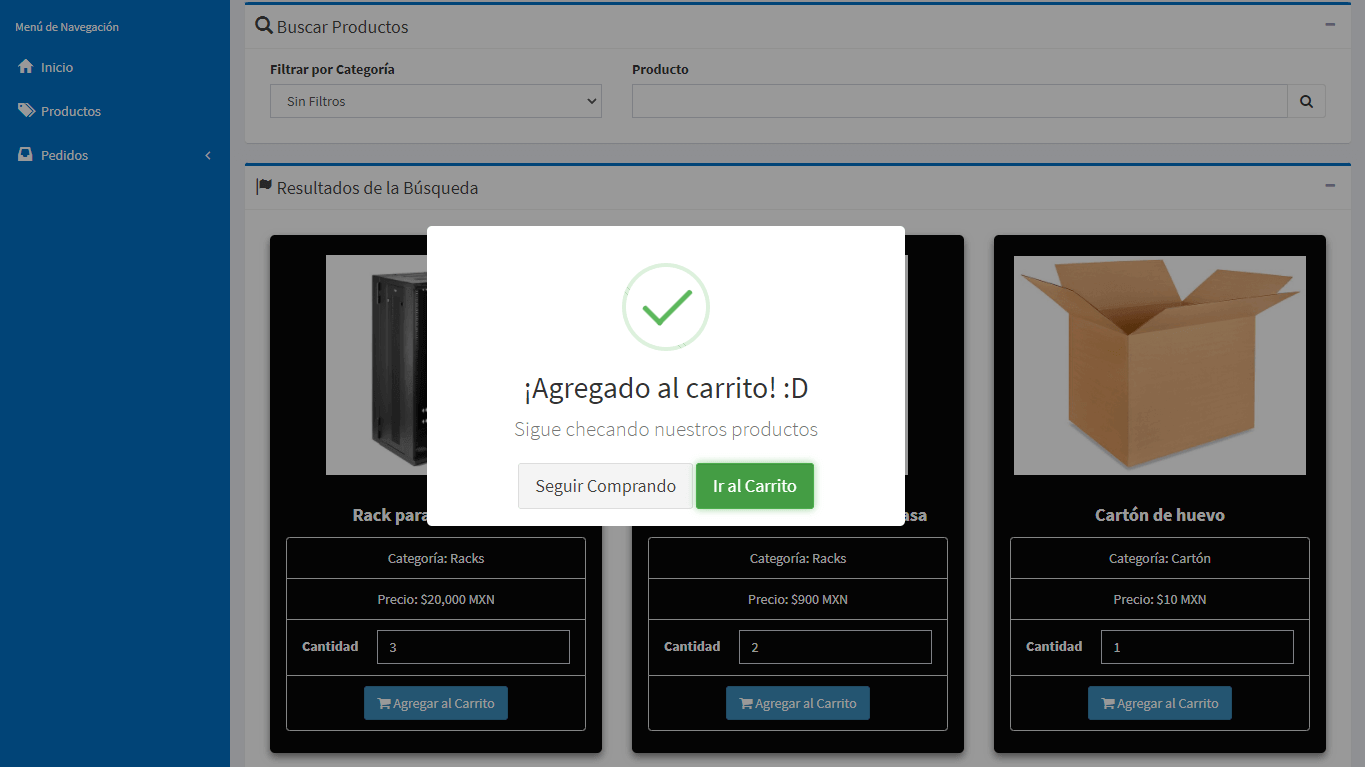 Menú de Navegación
Inicio
Productos
Pedidos
Buscar Productos
Filtrar por Categoría
Producto
Sin Filtros
Resultados de la Búsqueda
¡Agregado al carrito! :D
Sigue checando nuestros productos
Seguir Comprando
Ir al Carrito
Rack para
Categoría: Racks
Precio: $20,000 MXN
Cantidad 3
Agregar al Carrito
Categoría: Racks
Precio: $900 MXN
Cantidad 2
Agregar al Carrito
Cartón de huevo
Categoría: Cartón
Precio: $10 MXN
Cantidad 1
Agregar al Carrito